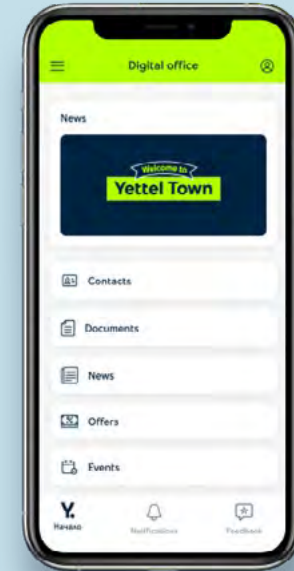 Digital office
News
Welcome to
Yettel Town
Contacts
Documents
News
Offers
Events
Y.
Начало
Notifications
Feedback